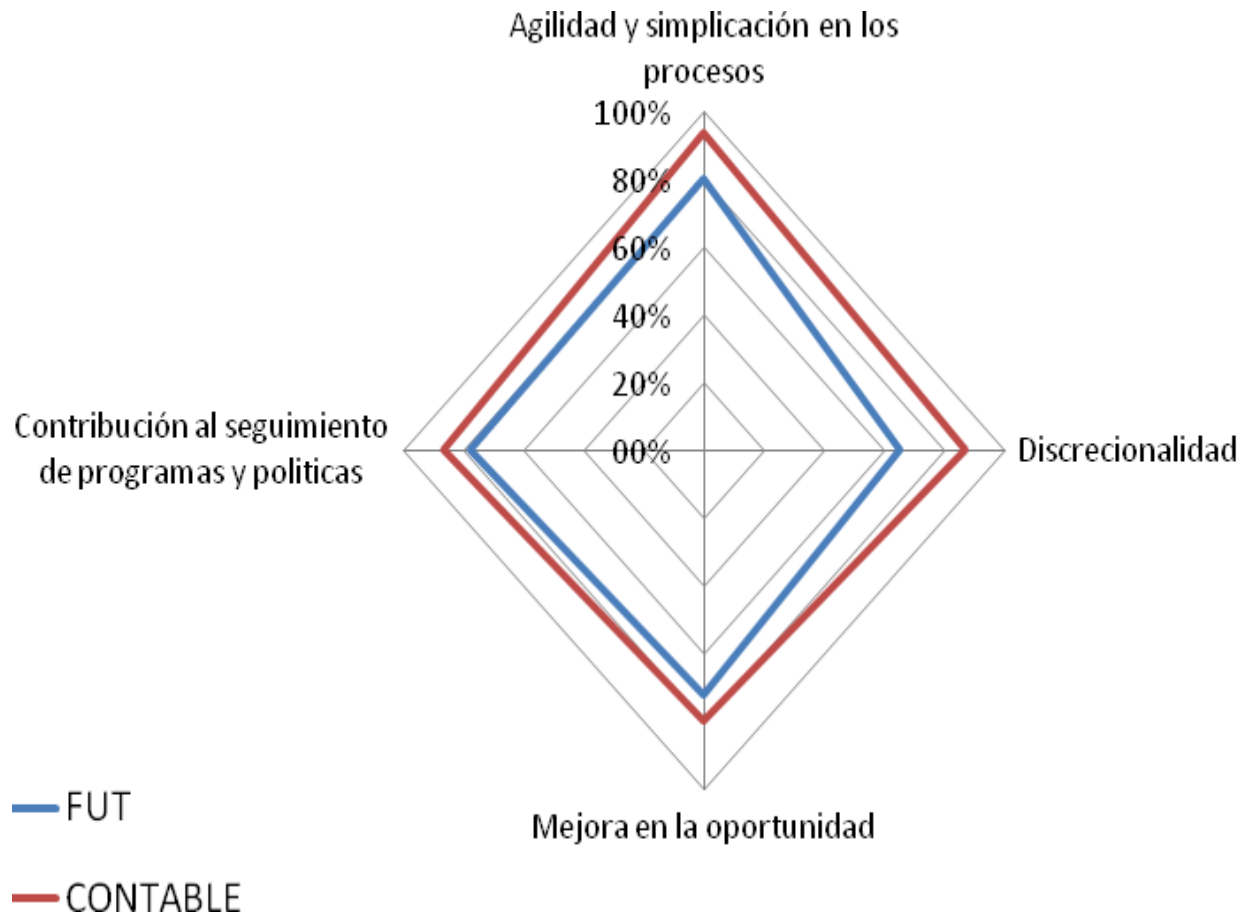 Agilidad y simplicación en los
procesos
100%
80%
60%
40%
20%
00%
Contribución al seguimiento
de programas y politicas
Discrecionalidad
Mejora en la oportunidad
FUT
CONTABLE